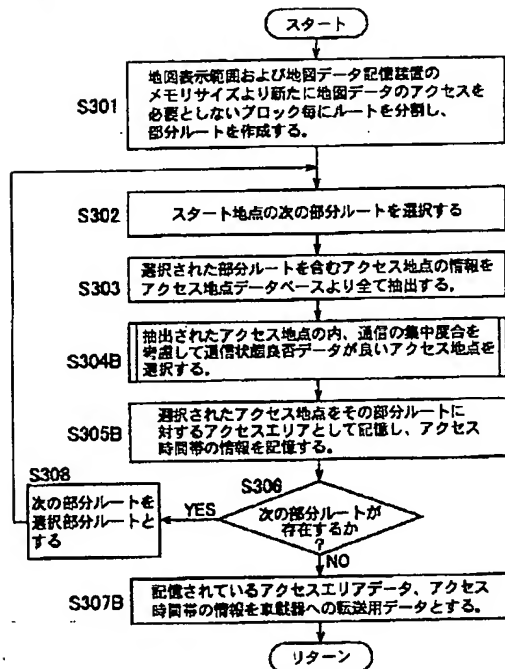 スタート
S301
地図表示範囲および地図データ記憶装置の
メモリサイズより新たに地図データのアクセスを
必要としないブロック毎にルートを分割し、
部分ルートを作成する。
S302
スタート地点の次の部分ルートを選択する
S303
選択された部分ルートを含むアクセス地点の情報を
アクセス地点データベースより全て抽出する。
S304B
抽出されたアクセス地点の内、通信の集中度合を
考慮して通信状態良否データが良いアクセス地点を
選択する。
S305B
選択されたアクセス地点をその部分ルートに
対するアクセスエリアとして記憶し、アクセス
時間帯の情報を記憶する。
S306
次の部分ルートが
存在するか
?
YES
S308
次の部分ルートを
選択部分ルートと
する
NO
S307B
記憶されているアクセスエリアデータ、アクセス
時間帯の情報を車載器への転送用データとする。
リターン